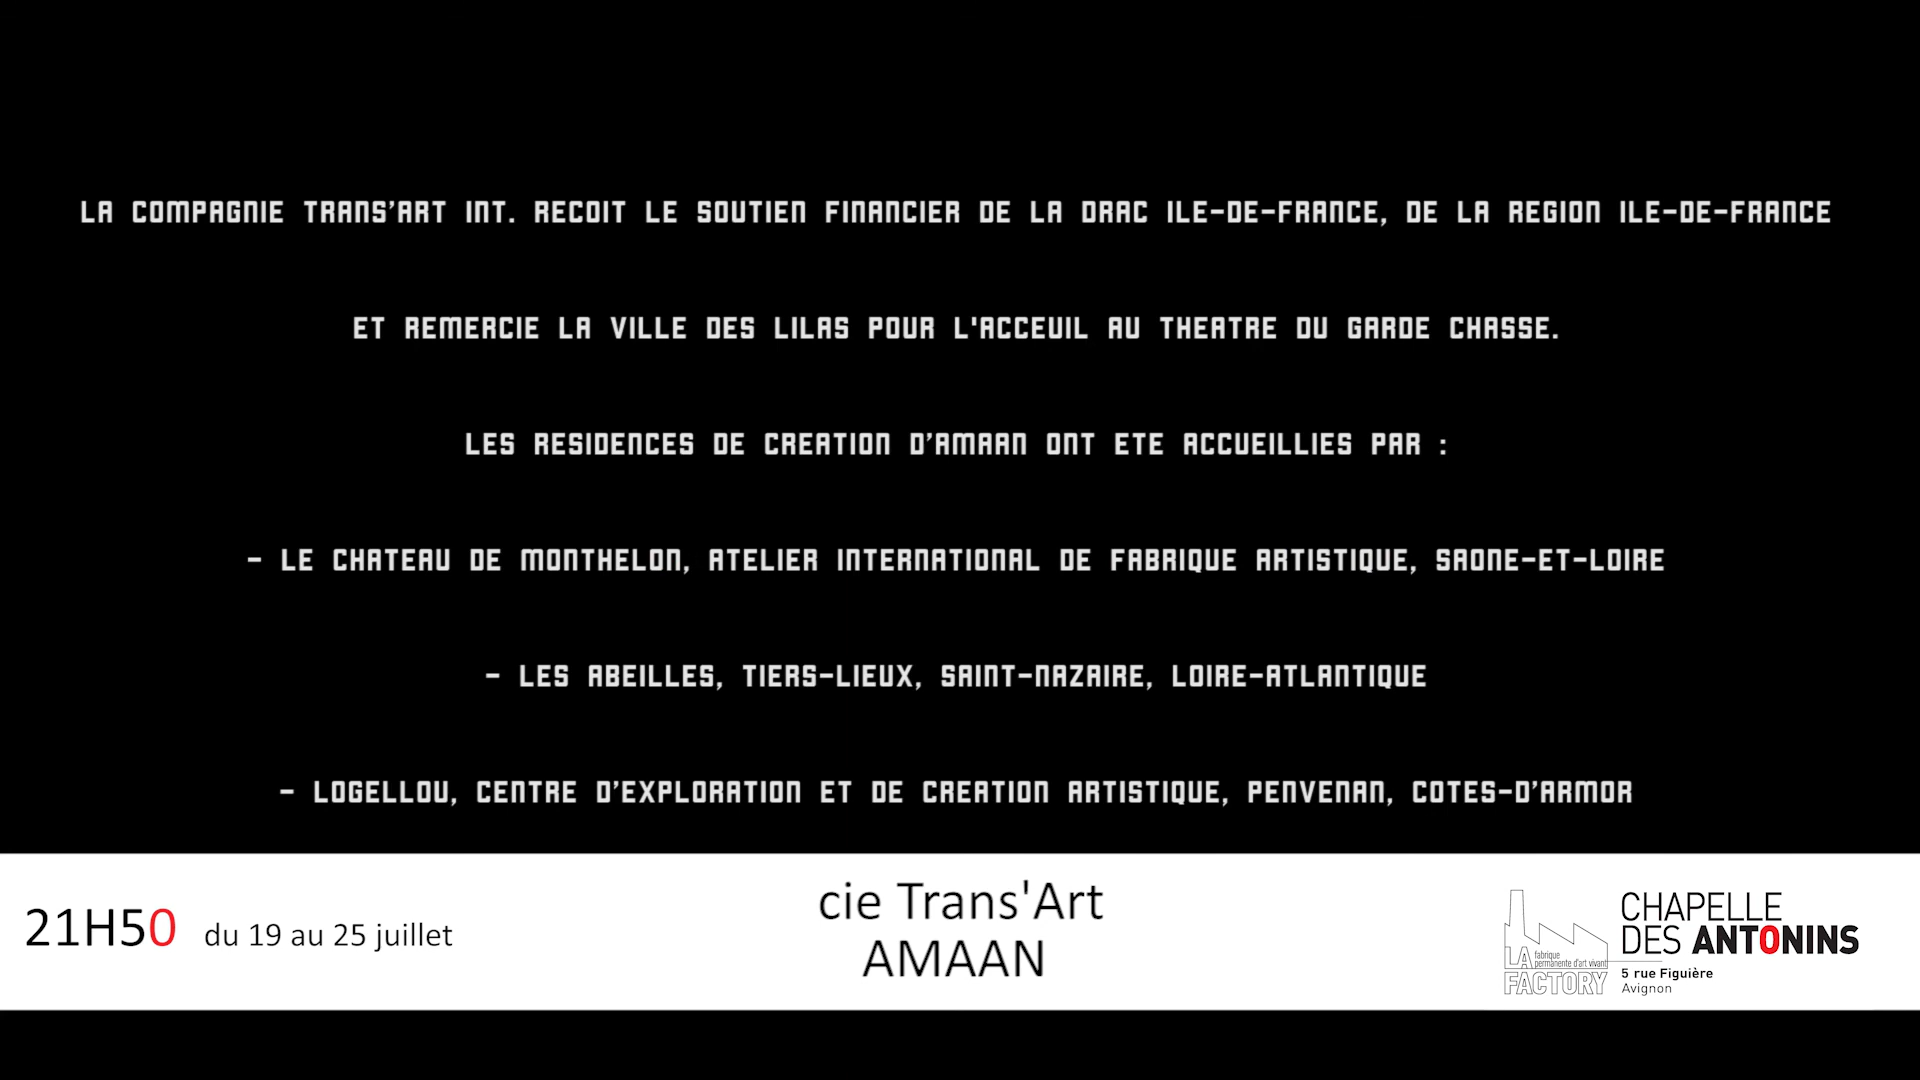 LA COMPAGNIE TRANS’ART INT. RECOIT LE SOUTIEN FINANCIER DE LA DRAC ILE-DE-FRANCE, DE LA REGION ILE-DE-FRANCE
ET REMERCIE LA VILLE DES LILAS POUR L'ACCEUIL AU THEATRE DU GARDE CHASSE.
LES RESIDENCES DE CREATION D’AMAAN ONT ETE ACCUEILLIES PAR :
- LE CHATEAU DE MONTHELON, ATELIER INTERNATIONAL DE FABRIQUE ARTISTIQUE, SAONE-ET-LOIRE
- LES ABEILLES, TIERS-LIEUX, SAINT-NAZAIRE, LOIRE-ATLANTIQUE
- LOGELLOU, CENTRE D’EXPLORATION ET DE CREATION ARTISTIQUE, PENVENAN, COTES-D’ARMOR
21H50 du 19 au 25 juillet
cie Trans'Art
AMAAN
LA fabrique
permanente d'art vivant
FACTORY
CHAPELLE
DES ANTONINS
5 rue Figuière
Avignon